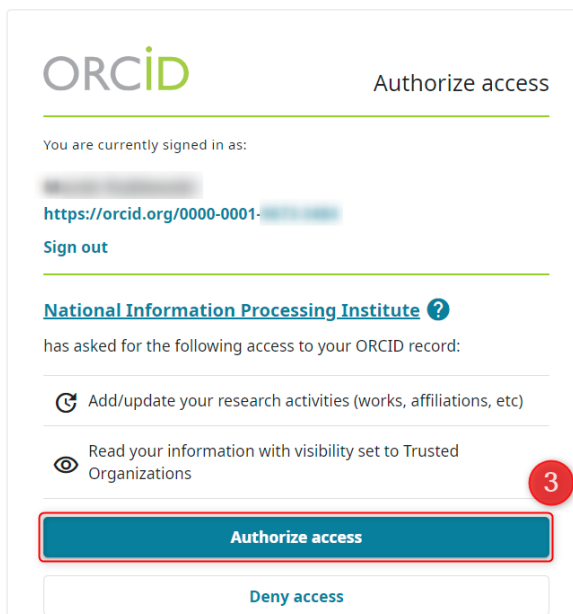 ORCiD
Authorize access
You are currently signed in as:
https://orcid.org/0000-0001-
Sign out
National Information Processing Institute ?
has asked for the following access to your ORCID record:
Add/update your research activities (works, affiliations, etc)
Read your information with visibility set to Trusted
Organizations
3
Authorize access
Deny access